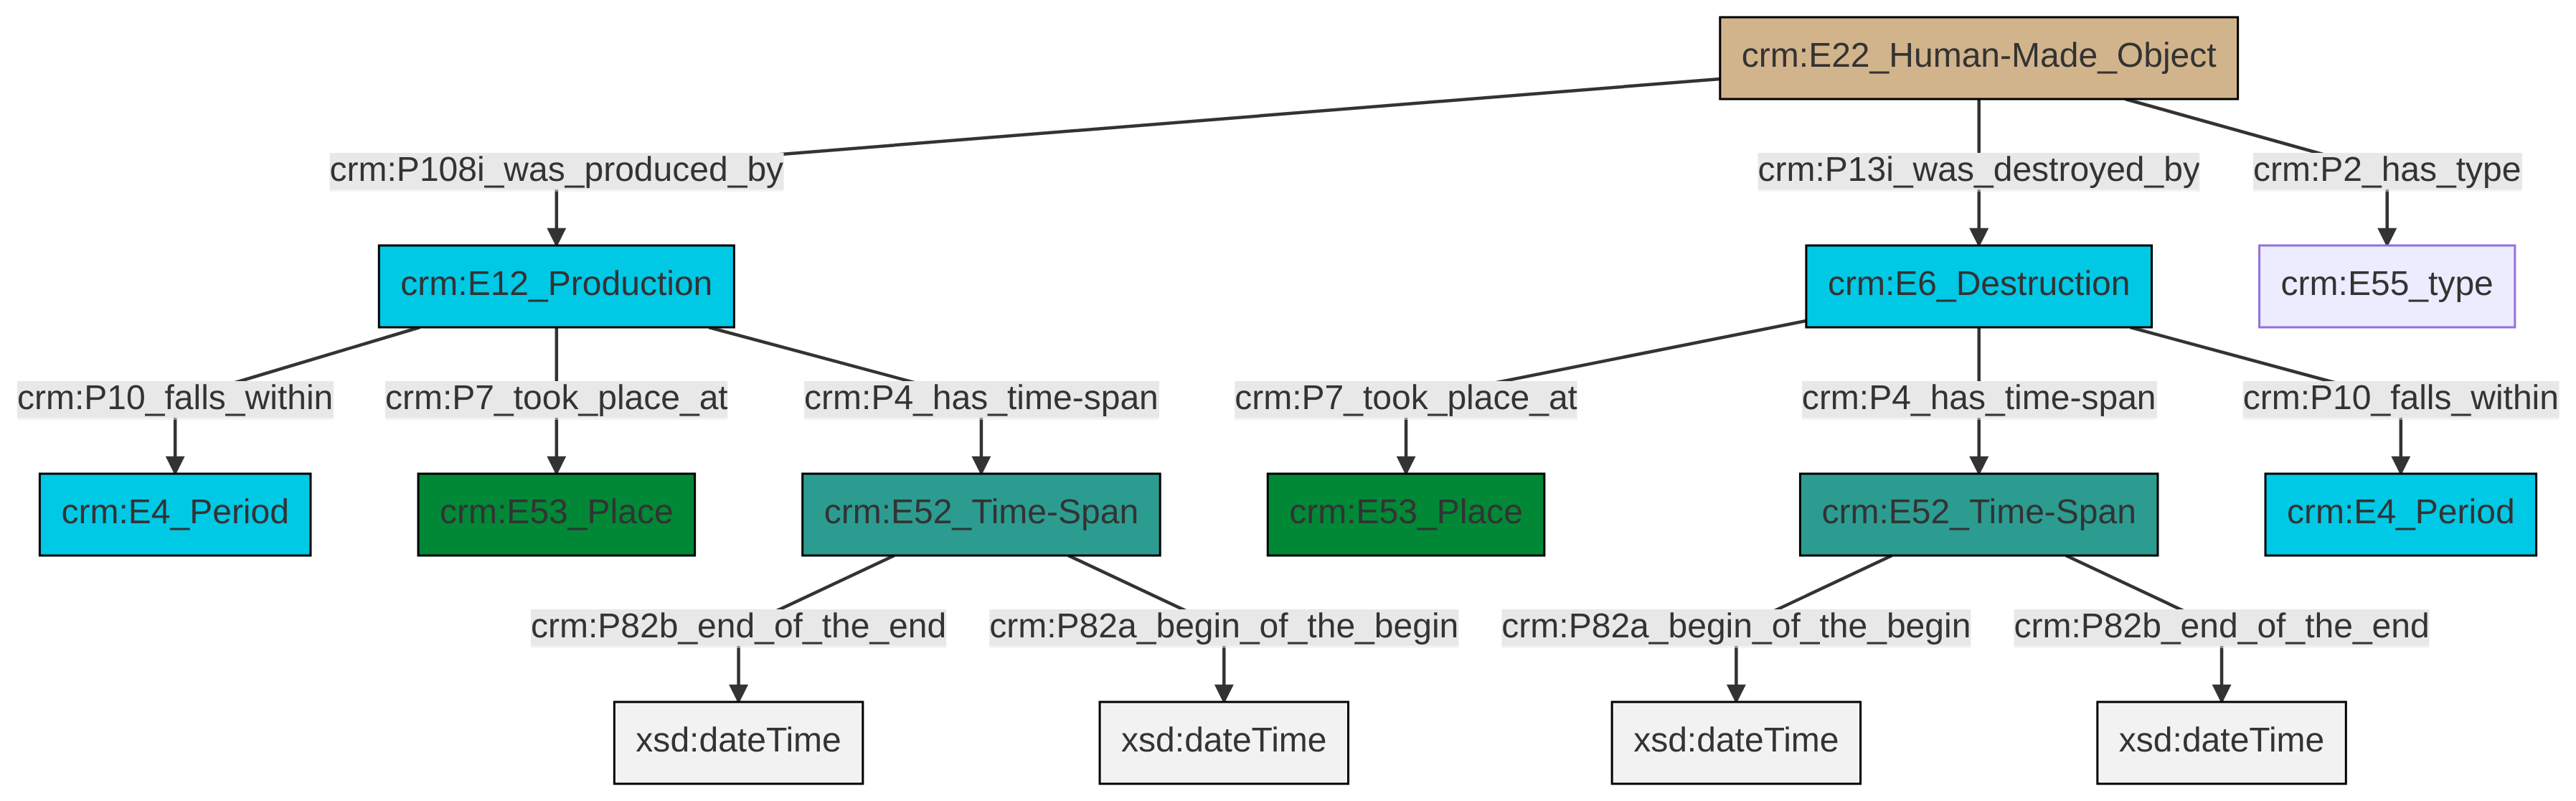 crm:E22_Human-Made_Object
crm:P108i_was_produced_by
crm:P13i_was_destroyed_by
crm:P2_has_type
crm:E12_Production
crm:E6_Destruction
crm:E55_type
crm:P10_falls_within
crm:P7_took_place_at
crm:P4_has_time-span
crm:P7_took_place_at
crm:P4_has_time-span
crm:P10_falls_within
crm:E4_Period
crm:E53_Place
crm:E52_Time-Span
crm:E53_Place
crm:E52_Time-Span
crm:E4_Period
crm:P82b_end_of_the_end
crm:P82a_begin_of_the_begin
crm:P82a_begin_of_the_begin
crm:P82b_end_of_the_end
xsd:dateTime
xsd:dateTime
xsd:dateTime
xsd:dateTime